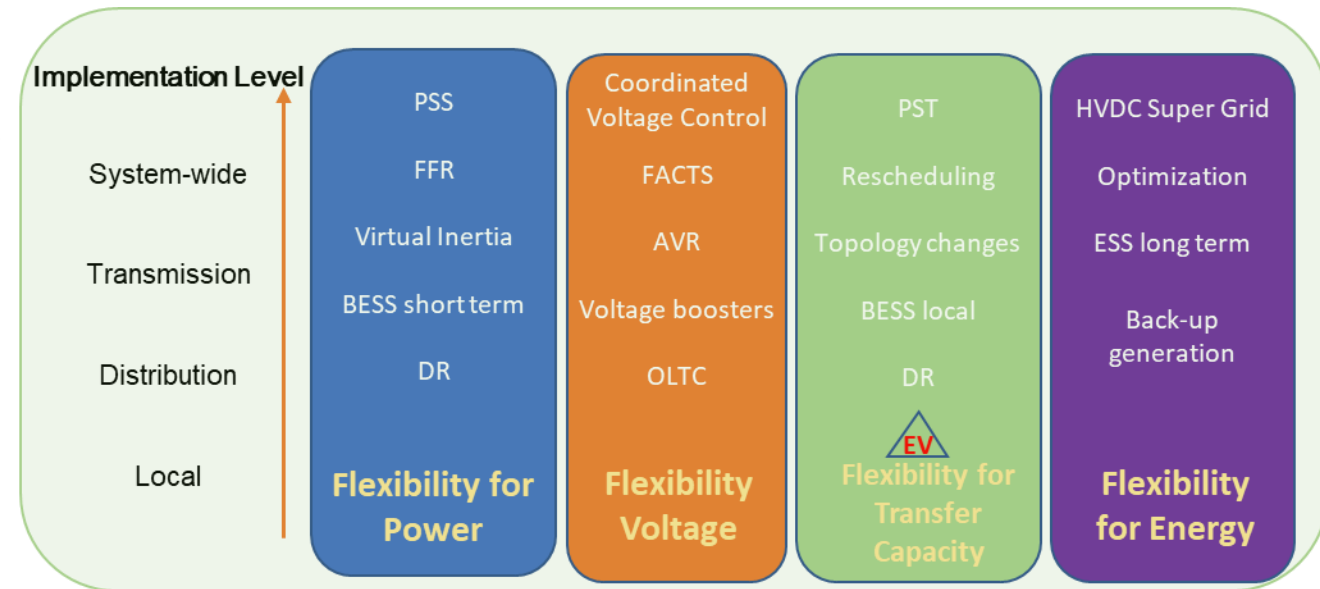 Implementation Level
System-wide
Transmission
Distribution
Local
PSS
FFR
Virtual Inertia
BESS short term
DR
Flexibility for
Power
Coordinated
Voltage Control
FACTS
AVR
Voltage boosters
OLTC
Flexibility
Voltage
PST
Rescheduling
Topology changes
BESS local
DR
EV
Flexibility for
Transfer
Capacity
HVDC Super Grid
Optimization
ESS long term
Back-up
generation
Flexibility
for Energy